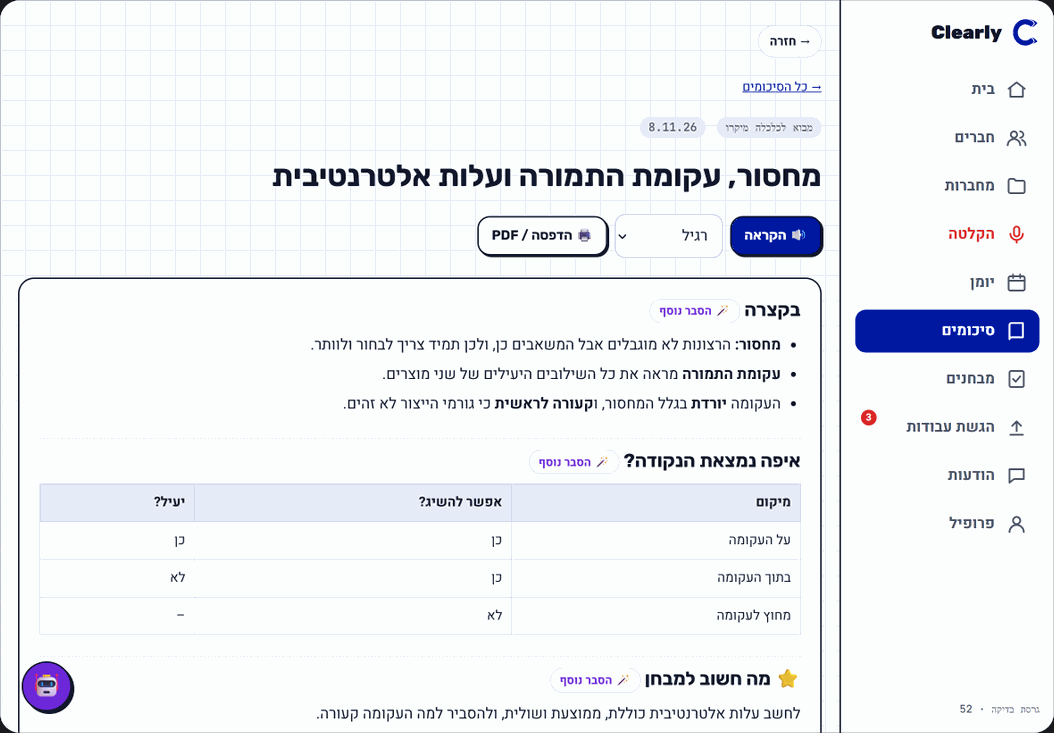 Clearly
בית
חברים
מחברות
הקלטה
יומן
סיכומים
מבחנים
הגשת עבודות 3
הודעות
פרופיל
גרסת בדיקה · 52
→ חזרה
→ כל הסיכומים
מבוא לכלכלה מיקרו 8.11.26
מחסור, עקומת התמורה ועלות אלטרנטיבית
הקראה רגיל הדפסה / PDF
בקצרה הסבר נוסף
• מחסור: הרצונות לא מוגבלים אבל המשאבים כן, ולכן תמיד צריך לבחור ולוותר.
• עקומת התמורה מראה את כל השילובים היעילים של שני מוצרים.
• העקומה יורדת בגלל המחסור, וקעורה לראשית כי גורמי הייצור לא זהים.
איפה נמצאת הנקודה? הסבר נוסף
מיקום אפשר להשיג? יעיל?
על העקומה כן כן
בתוך העקומה כן לא
מחוץ לעקומה לא –
מה חשוב למבחן הסבר נוסף
לחשב עלות אלטרנטיבית כוללת, ממוצעת ושולית, ולהסביר למה העקומה קעורה.